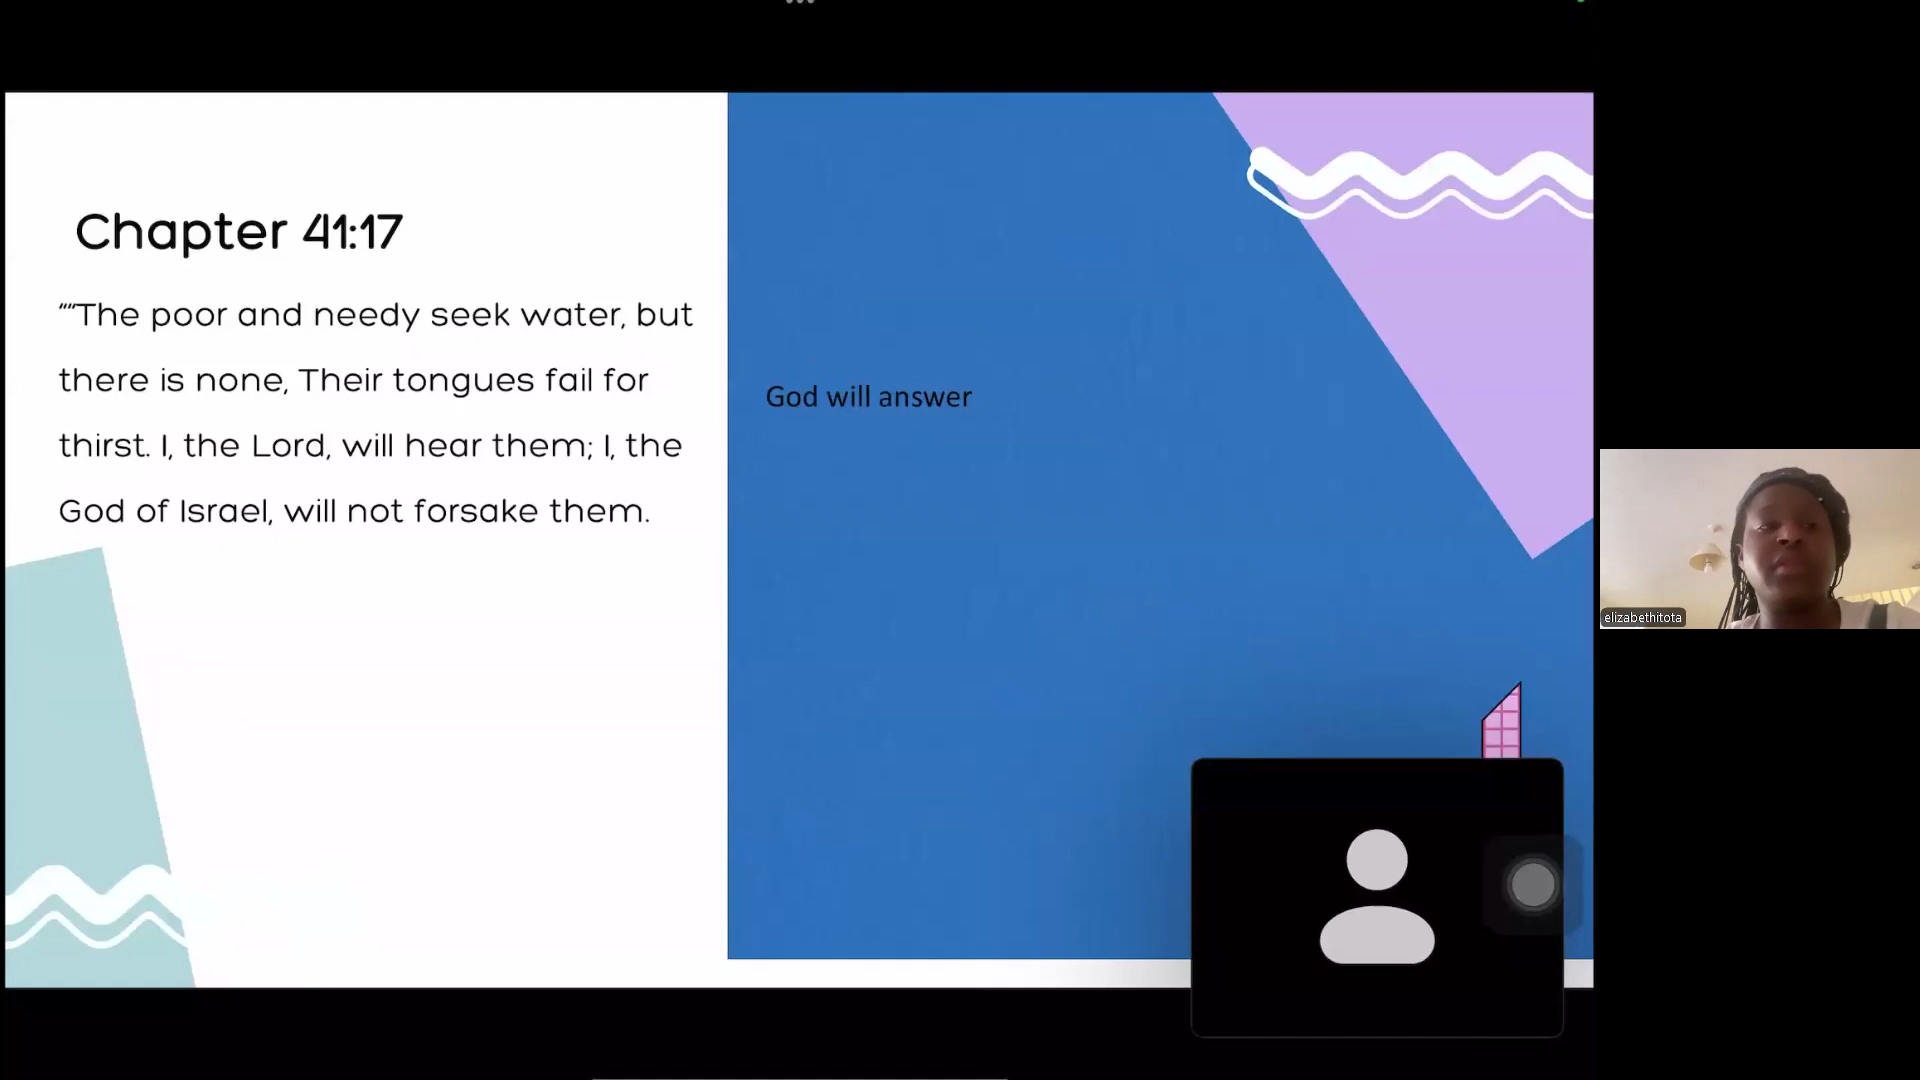 Chapter 41:17
““The poor and needy seek water, but
there is none, Their tongues fail for
thirst. I, the Lord, will hear them; I, the
God of Israel, will not forsake them.
God will answer
elizabethitota